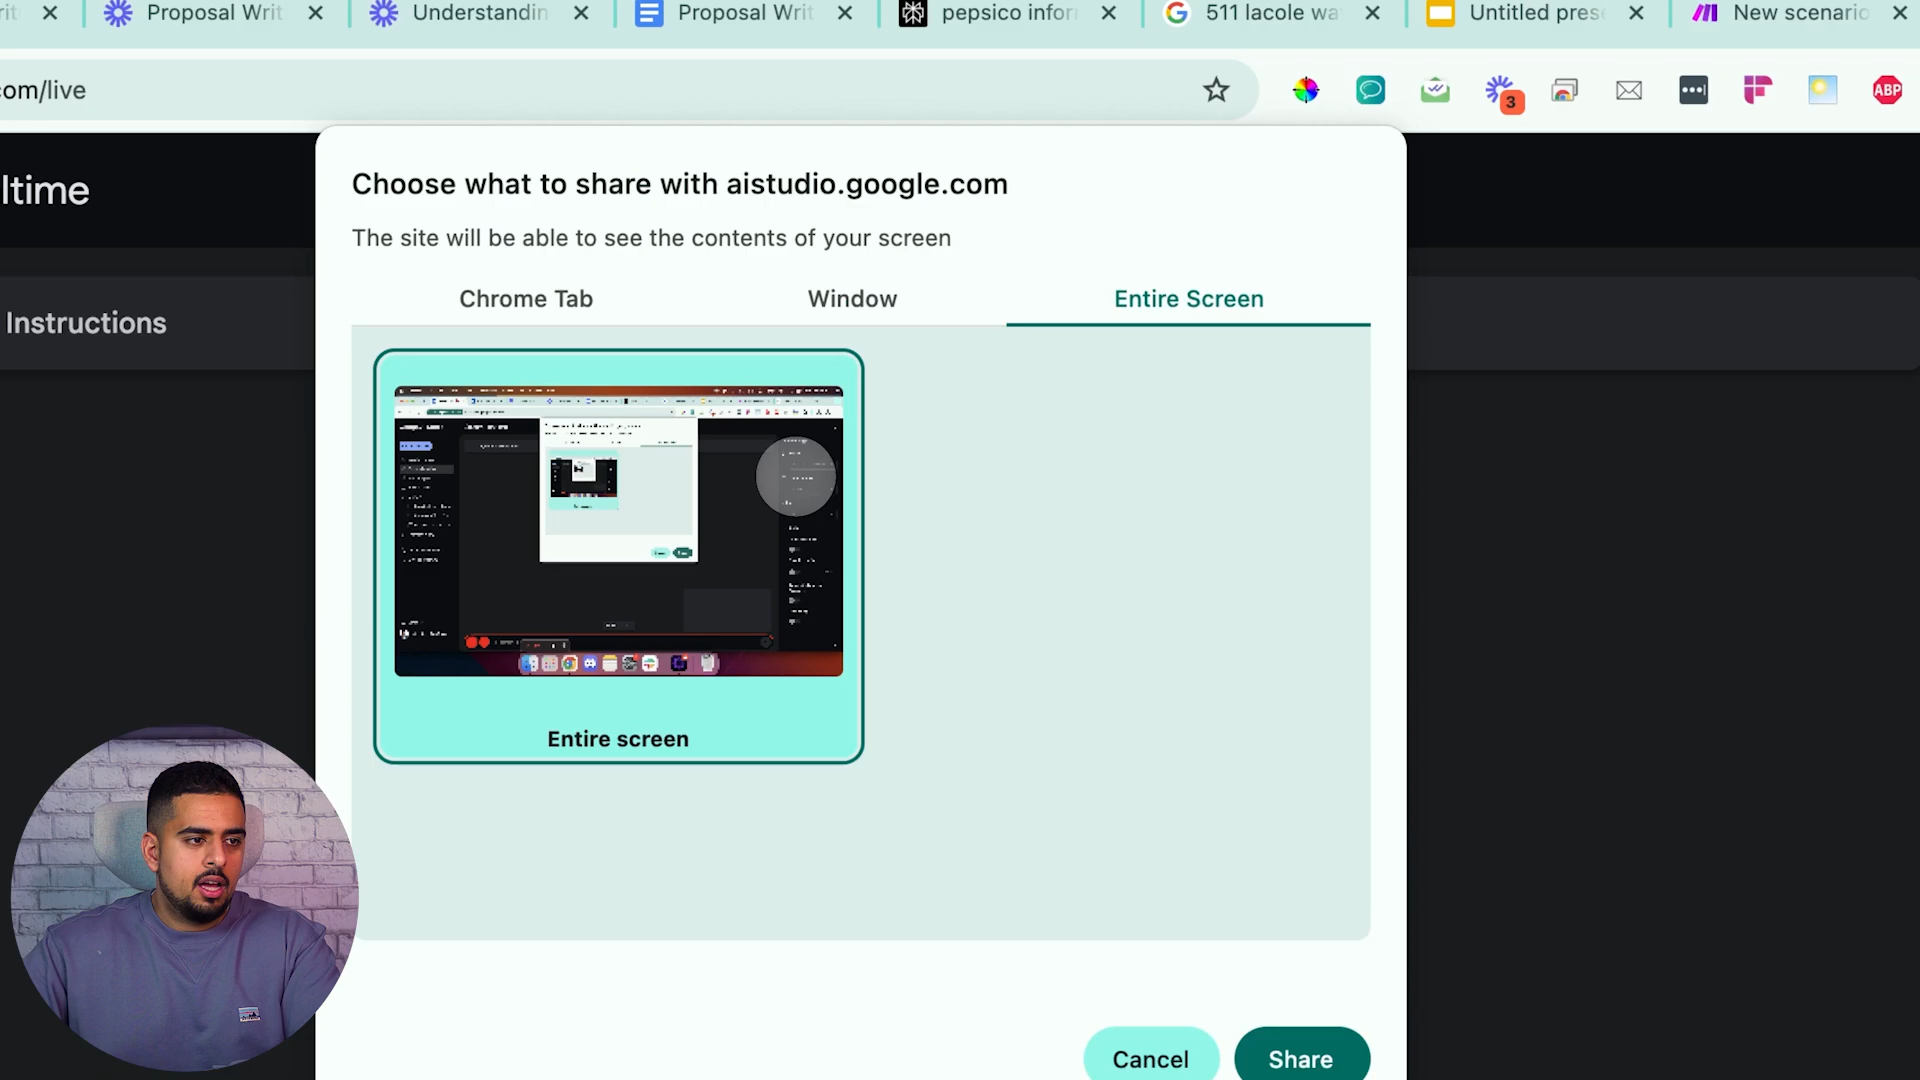 Proposal Writ
Understandin
Proposal Writ
pepsico infor
511 lacole wa
Untitled pres
New scenario
om/live
3
ABP
ltime
Choose what to share with aistudio.google.com
The site will be able to see the contents of your screen
Chrome Tab
Window
Entire Screen
Instructions
Entire screen
Cancel
Share